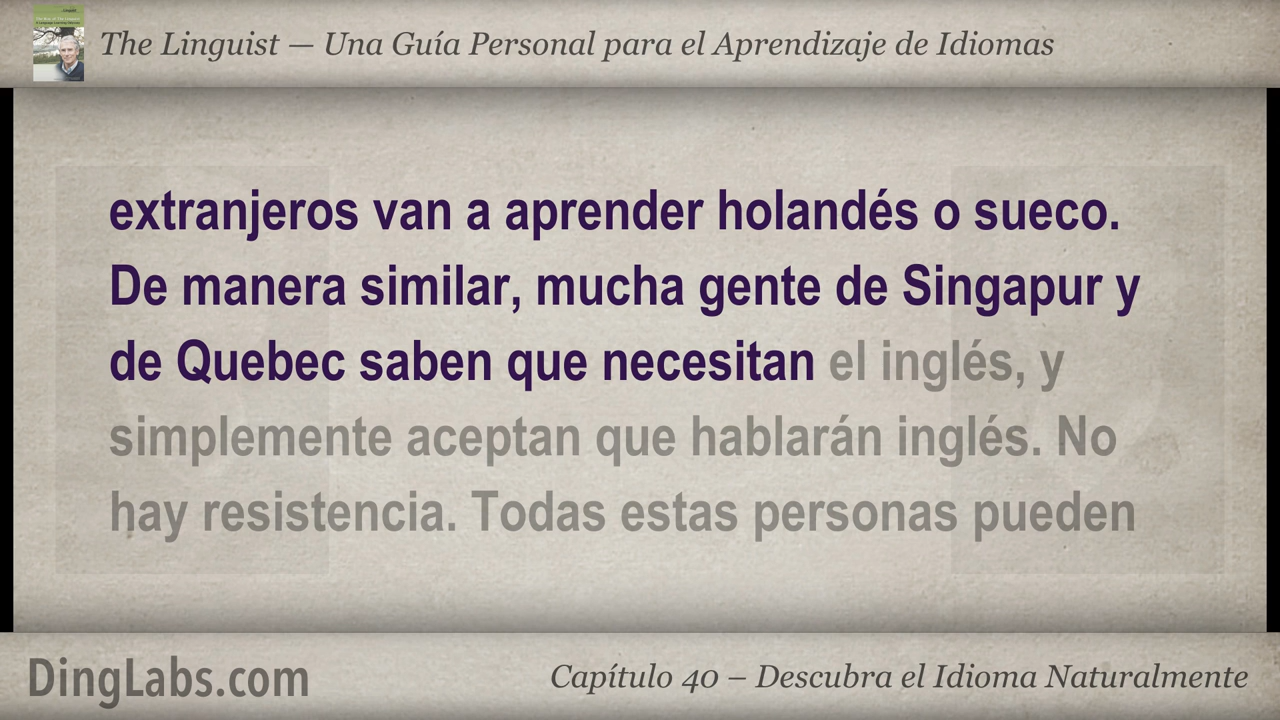 The Linguist — Una Guía Personal para el Aprendizaje de Idiomas
extranjeros van a aprender holandés o sueco.
De manera similar, mucha gente de Singapur y
de Quebec saben que necesitan el inglés, y
simplemente aceptan que hablarán inglés. No
hay resistencia. Todas estas personas pueden
DingLabs.com
Capítulo 40 – Descubra el Idioma Naturalmente